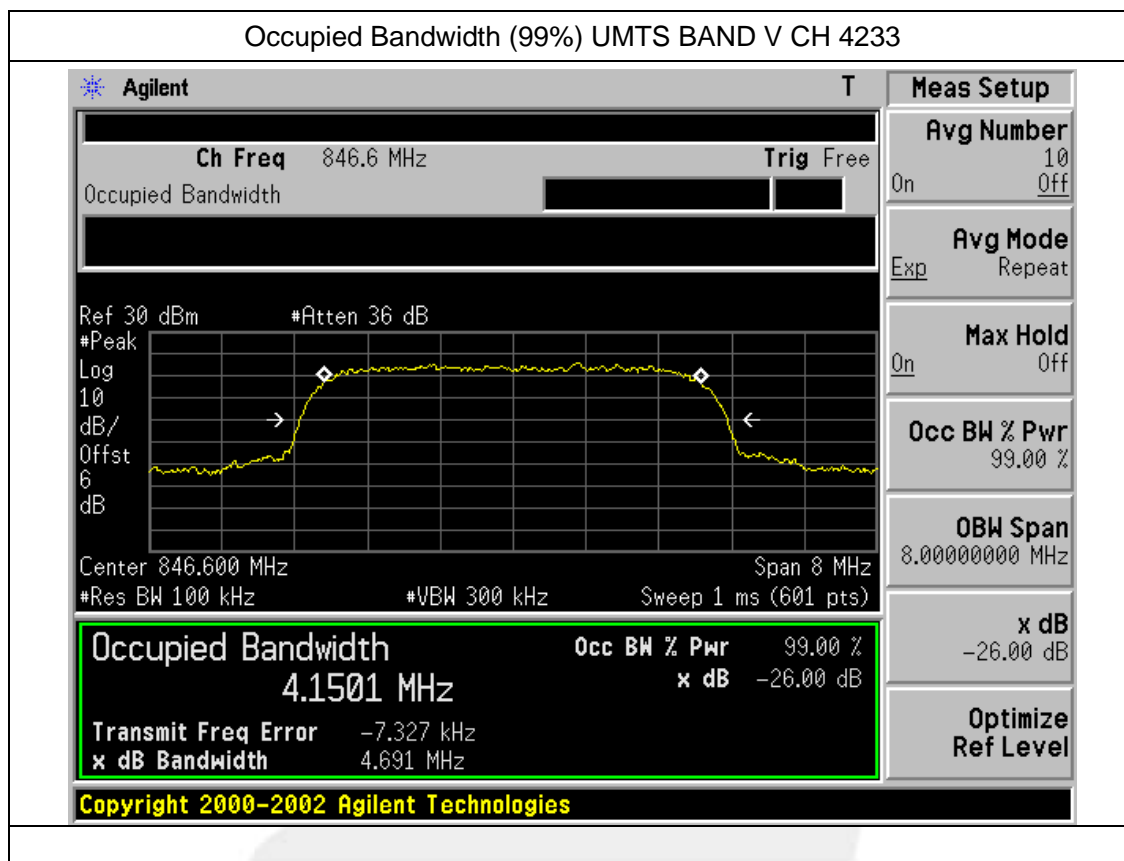 Occupied Bandwidth (99%) UMTS BAND V CH 4233
Agilent T
Ch Freq 846.6 MHz Trig Free
Occupied Bandwidth
Ref 30 dBm #Atten 36 dB
#Peak
Log
10
dB/
Offst
6
dB
Center 846.600 MHz Span 8 MHz
#Res BW 100 kHz #VBW 300 kHz Sweep 1 ms (601 pts)
Occupied Bandwidth Occ BW % Pwr 99.00 %
4.1501 MHz x dB -26.00 dB
Transmit Freq Error -7.327 kHz
x dB Bandwidth 4.691 MHz
Copyright 2000-2002 Agilent Technologies
Meas Setup
Avg Number
10
On Off
Avg Mode
Exp Repeat
Max Hold
On Off
Occ BW % Pwr
99.00 %
OBW Span
8.00000000 MHz
x dB
-26.00 dB
Optimize
Ref Level